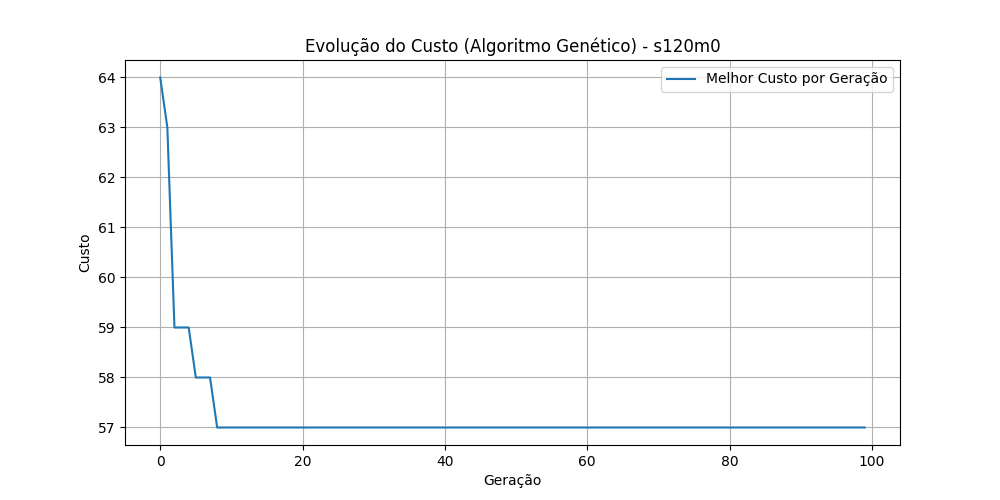 Evolução do Custo (Algoritmo Genético) - s120m0
Melhor Custo por Geração
64
63
62
61
60
59
58
57
Custo
0 20 40 60 80 100
Geração